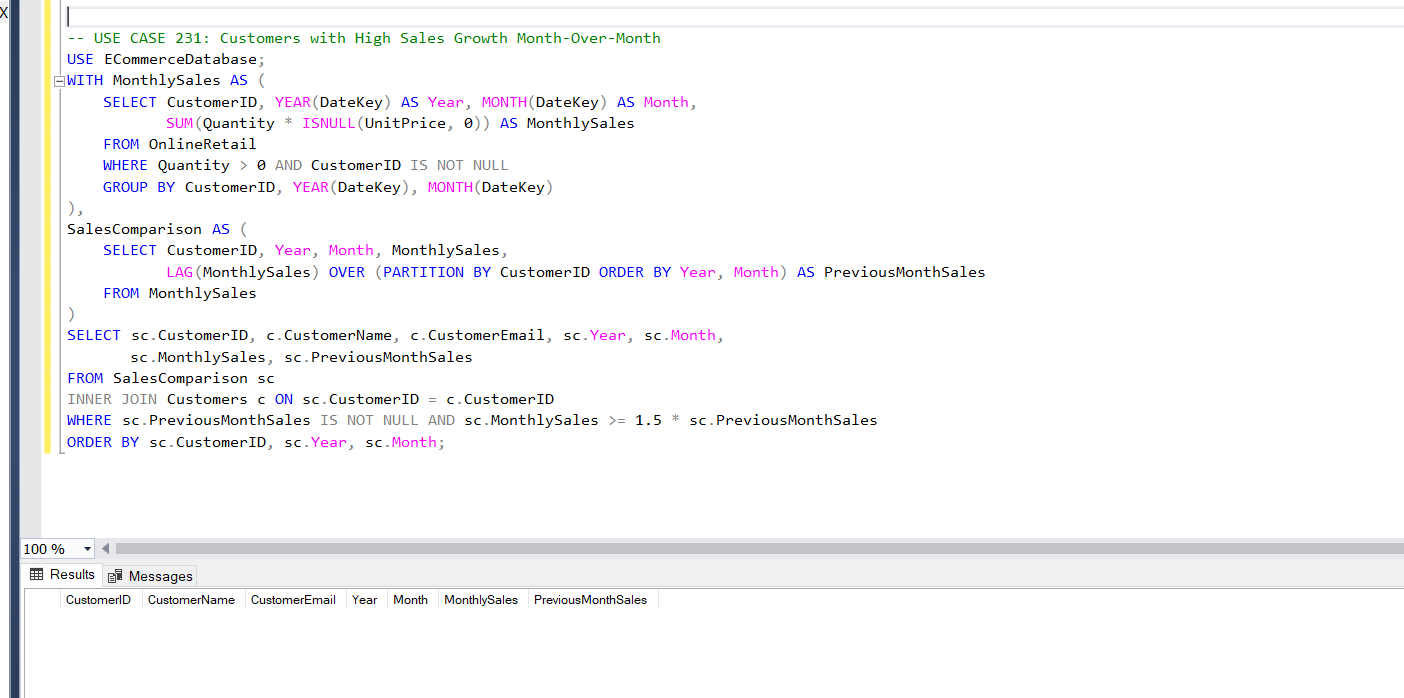 X
-- USE CASE 231: Customers with High Sales Growth Month-Over-Month
USE ECommerceDatabase;
WITH MonthlySales AS (
    SELECT CustomerID, YEAR(DateKey) AS Year, MONTH(DateKey) AS Month,
           SUM(Quantity * ISNULL(UnitPrice, 0)) AS MonthlySales
    FROM OnlineRetail
    WHERE Quantity > 0 AND CustomerID IS NOT NULL
    GROUP BY CustomerID, YEAR(DateKey), MONTH(DateKey)
),
SalesComparison AS (
    SELECT CustomerID, Year, Month, MonthlySales,
           LAG(MonthlySales) OVER (PARTITION BY CustomerID ORDER BY Year, Month) AS PreviousMonthSales
    FROM MonthlySales
)
SELECT sc.CustomerID, c.CustomerName, c.CustomerEmail, sc.Year, sc.Month,
       sc.MonthlySales, sc.PreviousMonthSales
FROM SalesComparison sc
INNER JOIN Customers c ON sc.CustomerID = c.CustomerID
WHERE sc.PreviousMonthSales IS NOT NULL AND sc.MonthlySales >= 1.5 * sc.PreviousMonthSales
ORDER BY sc.CustomerID, sc.Year, sc.Month;
100 %
Results Messages
CustomerID CustomerName CustomerEmail Year Month MonthlySales PreviousMonthSales